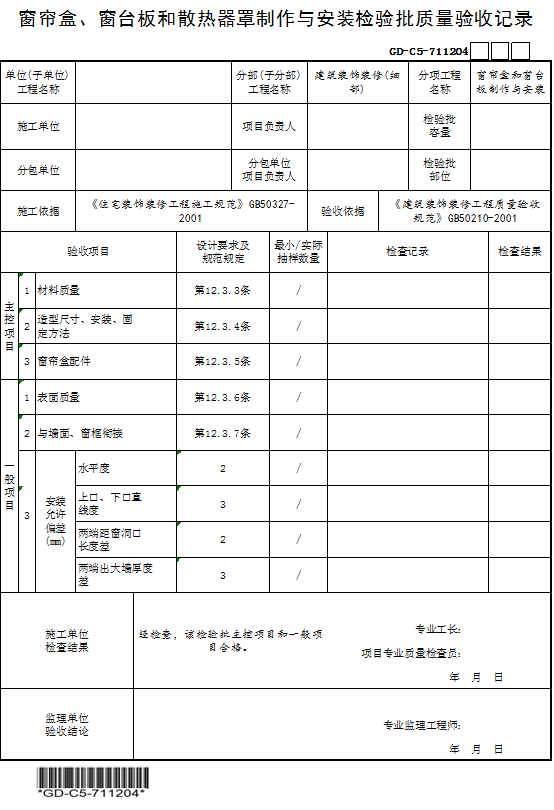 窗帘盒、窗台板和散热器罩制作与安装检验批质量验收记录
GD-C5-711204
单位(子单位)
工程名称
分部(子分部)
工程名称
建筑装饰装修(细
部)
分项工程
名称
窗帘盒和窗台
板制作与安装
施工单位
项目负责人
检验批
容量
分包单位
分包单位
项目负责人
检验批
部位
施工依据
《住宅装饰装修工程施工规范》GB50327-
2001
验收依据
《建筑装饰装修工程质量验收
规范》GB50210-2001
验收项目
设计要求及
规范规定
最小/实际
抽样数量
检查记录
检查结果
主
控
项
目
1 材料质量 第12.3.3条 /
2 造型尺寸、安装、固
定方法
第12.3.4条 /
3 窗帘盒配件 第12.3.5条 /
一
般
项
目
1 表面质量 第12.3.6条 /
2 与墙面、窗框衔接 第12.3.7条 /
3
安装
允许
偏差
(mm)
水平度 2 /
上口、下口直
线度
3 /
两端距窗洞口
长度差
2 /
两端出大墙厚度
差
3 /
施工单位
检查结果
经检查，该检验批主控项目和一般项
目合格。
专业工长：
项目专业质量检查员：
年 月 日
监理单位
验收结论
专业监理工程师：
年 月 日
*GD-C5-711204*